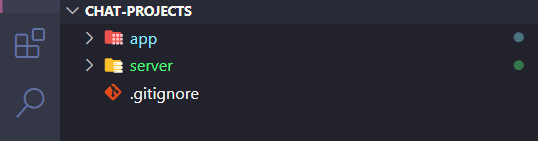 CHAT-PROJECTS
app
server
.gitignore